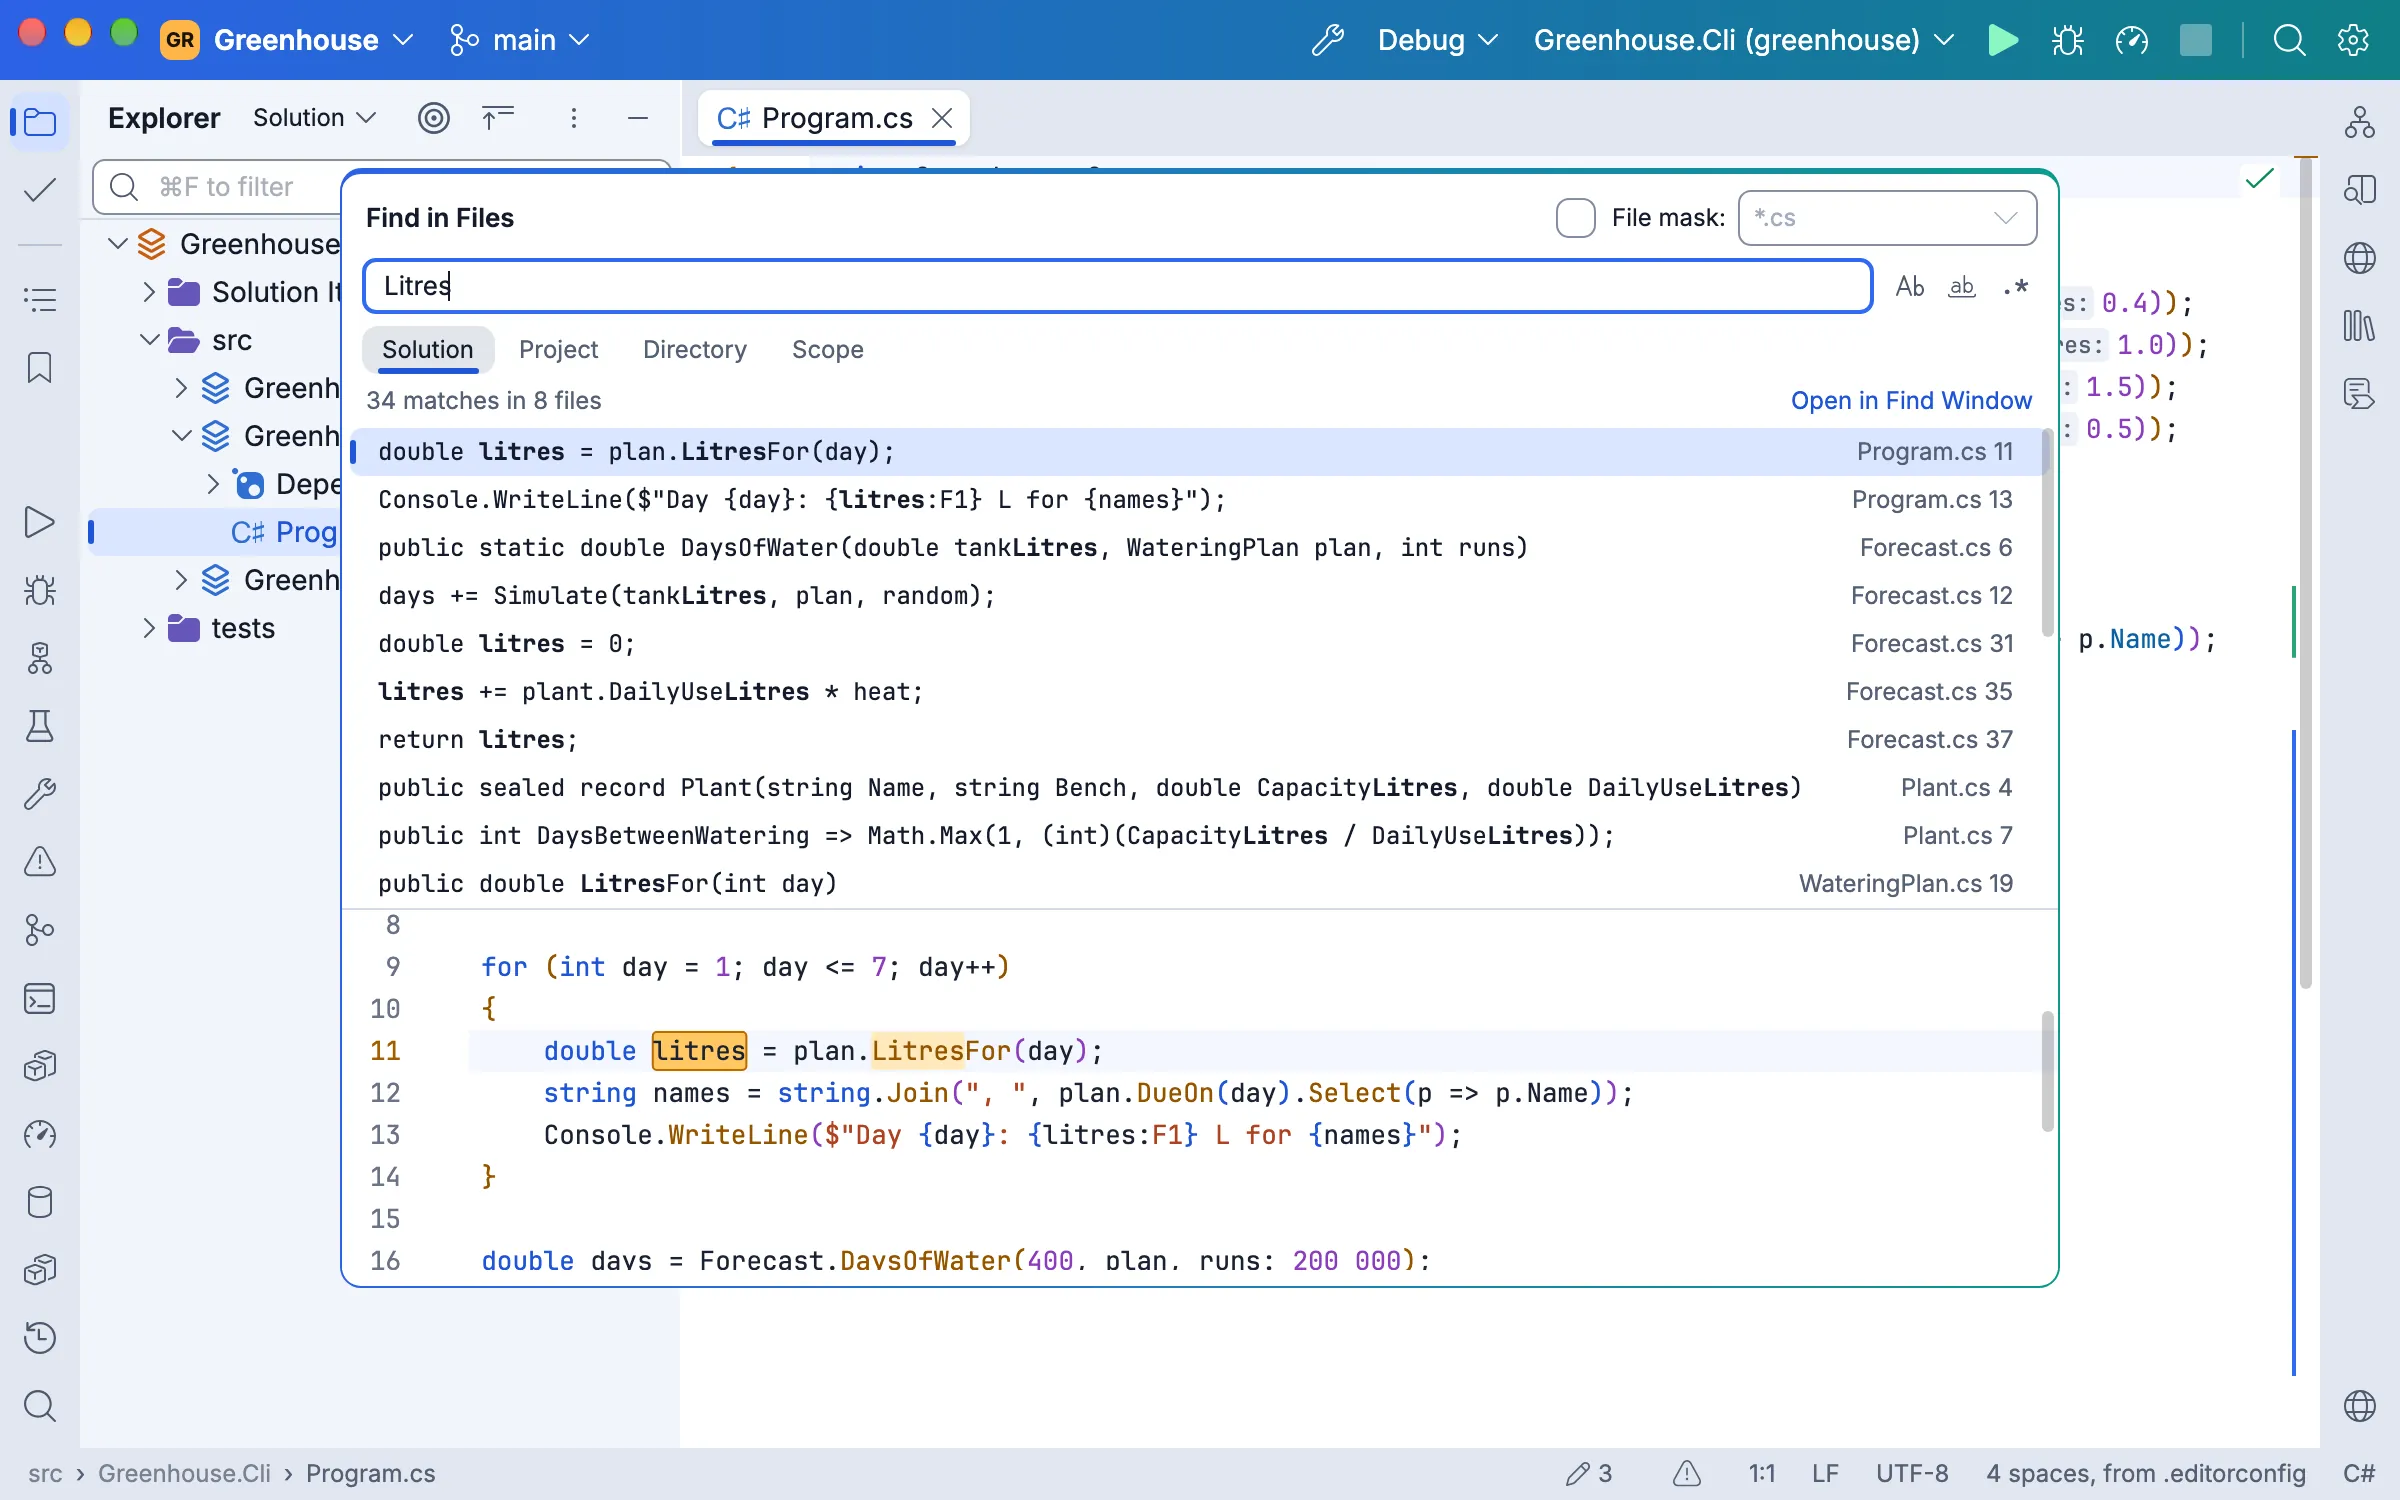 GR Greenhouse main Debug Greenhouse.Cli (greenhouse)
Explorer Solution
C# Program.cs
⌘F to filter
Greenhouse
Solution
src
Greenh
Greenh
Depe
C# Prog
Greenh
tests
Find in Files
File mask: *.cs
Litres
Ab ab .*
Solution Project Directory Scope
34 matches in 8 files Open in Find Window
double litres = plan.LitresFor(day); Program.cs 11
Console.WriteLine($"Day {day}: {litres:F1} L for {names}"); Program.cs 13
public static double DaysOfWater(double tankLitres, WateringPlan plan, int runs) Forecast.cs 6
days += Simulate(tankLitres, plan, random); Forecast.cs 12
double litres = 0; Forecast.cs 31
litres += plant.DailyUseLitres * heat; Forecast.cs 35
return litres; Forecast.cs 37
public sealed record Plant(string Name, string Bench, double CapacityLitres, double DailyUseLitres) Plant.cs 4
public int DaysBetweenWatering => Math.Max(1, (int)(CapacityLitres / DailyUseLitres)); Plant.cs 7
public double LitresFor(int day) WateringPlan.cs 19
8
9 for (int day = 1; day <= 7; day++)
10 {
11 double litres = plan.LitresFor(day);
12 string names = string.Join(", ", plan.DueOn(day).Select(p => p.Name));
13 Console.WriteLine($"Day {day}: {litres:F1} L for {names}");
14 }
15
16 double days = Forecast.DaysOfWater(400, plan, runs: 200_000);
s: 0.4));
es: 1.0));
: 1.5));
: 0.5));
p.Name));
src › Greenhouse.Cli › Program.cs
3 1:1 LF UTF-8 4 spaces, from .editorconfig C#